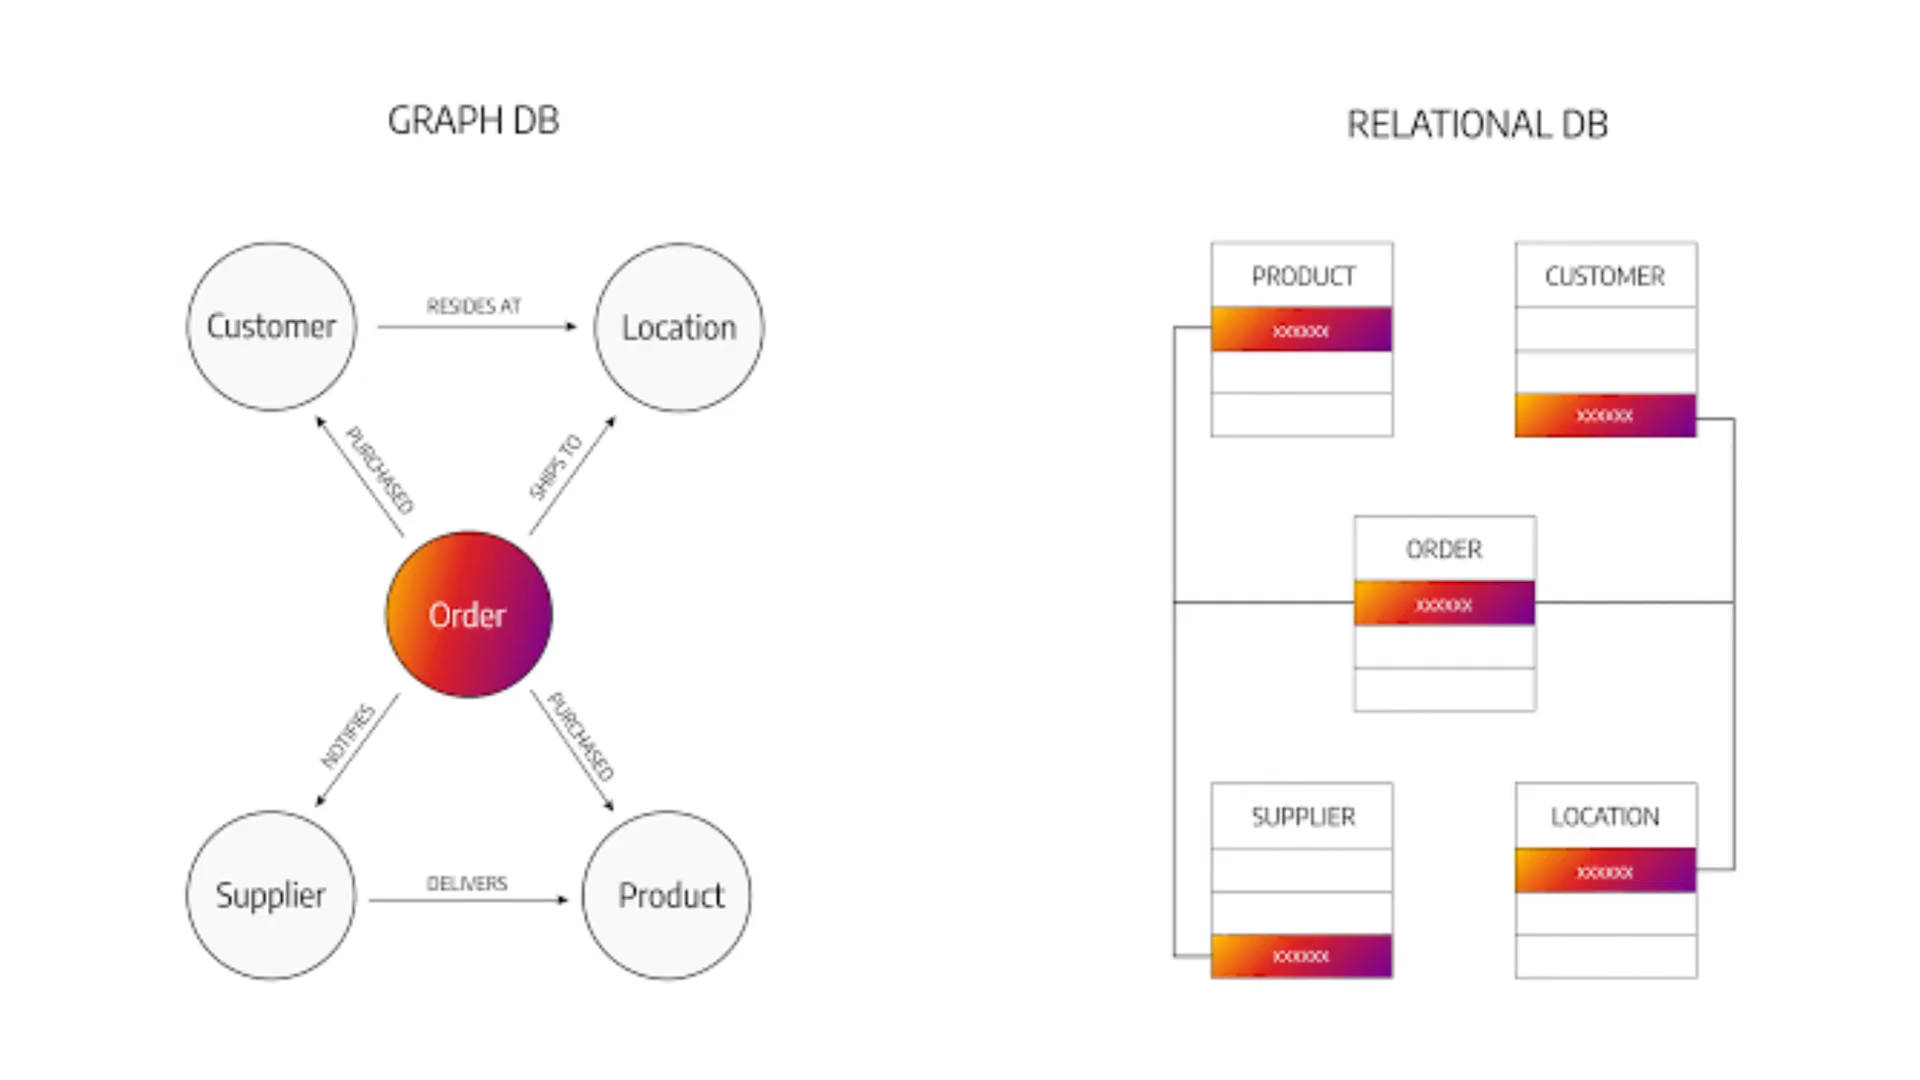 GRAPH DB
Customer
RESIDES AT
Location
PURCHASED
SHIPS TO
Order
NOTIFIES
PURCHASED
Supplier
DELIVERS
Product
RELATIONAL DB
PRODUCT
xxxxxx
CUSTOMER
xxxxxx
ORDER
xxxxxx
SUPPLIER
xxxxxx
LOCATION
xxxxxx